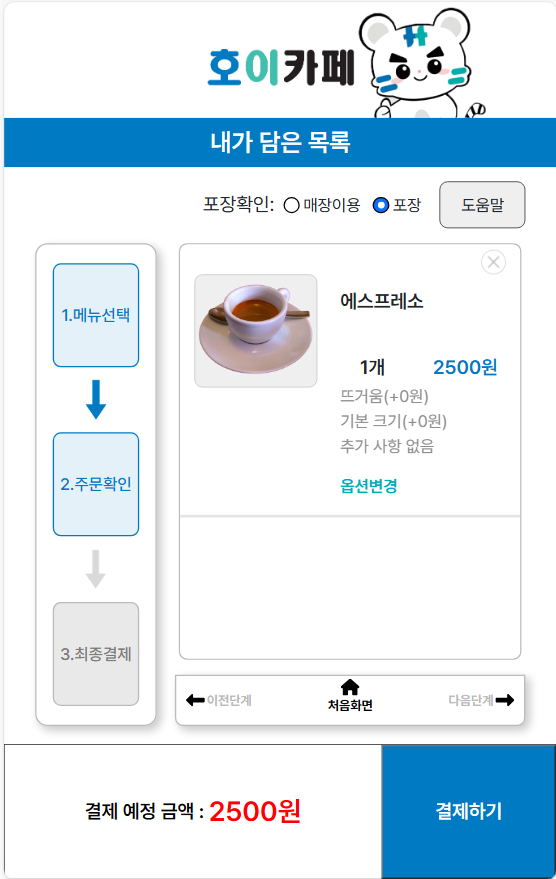 호이카페
내가 담은 목록
포장확인: 매장이용 포장 도움말
1.메뉴선택
2.주문확인
3.최종결제
에스프레소
1개 2500원
뜨거움(+0원)
기본 크기(+0원)
추가 사항 없음
옵션변경
이전단계 처음화면 다음단계
결제 예정 금액 : 2500원 결제하기